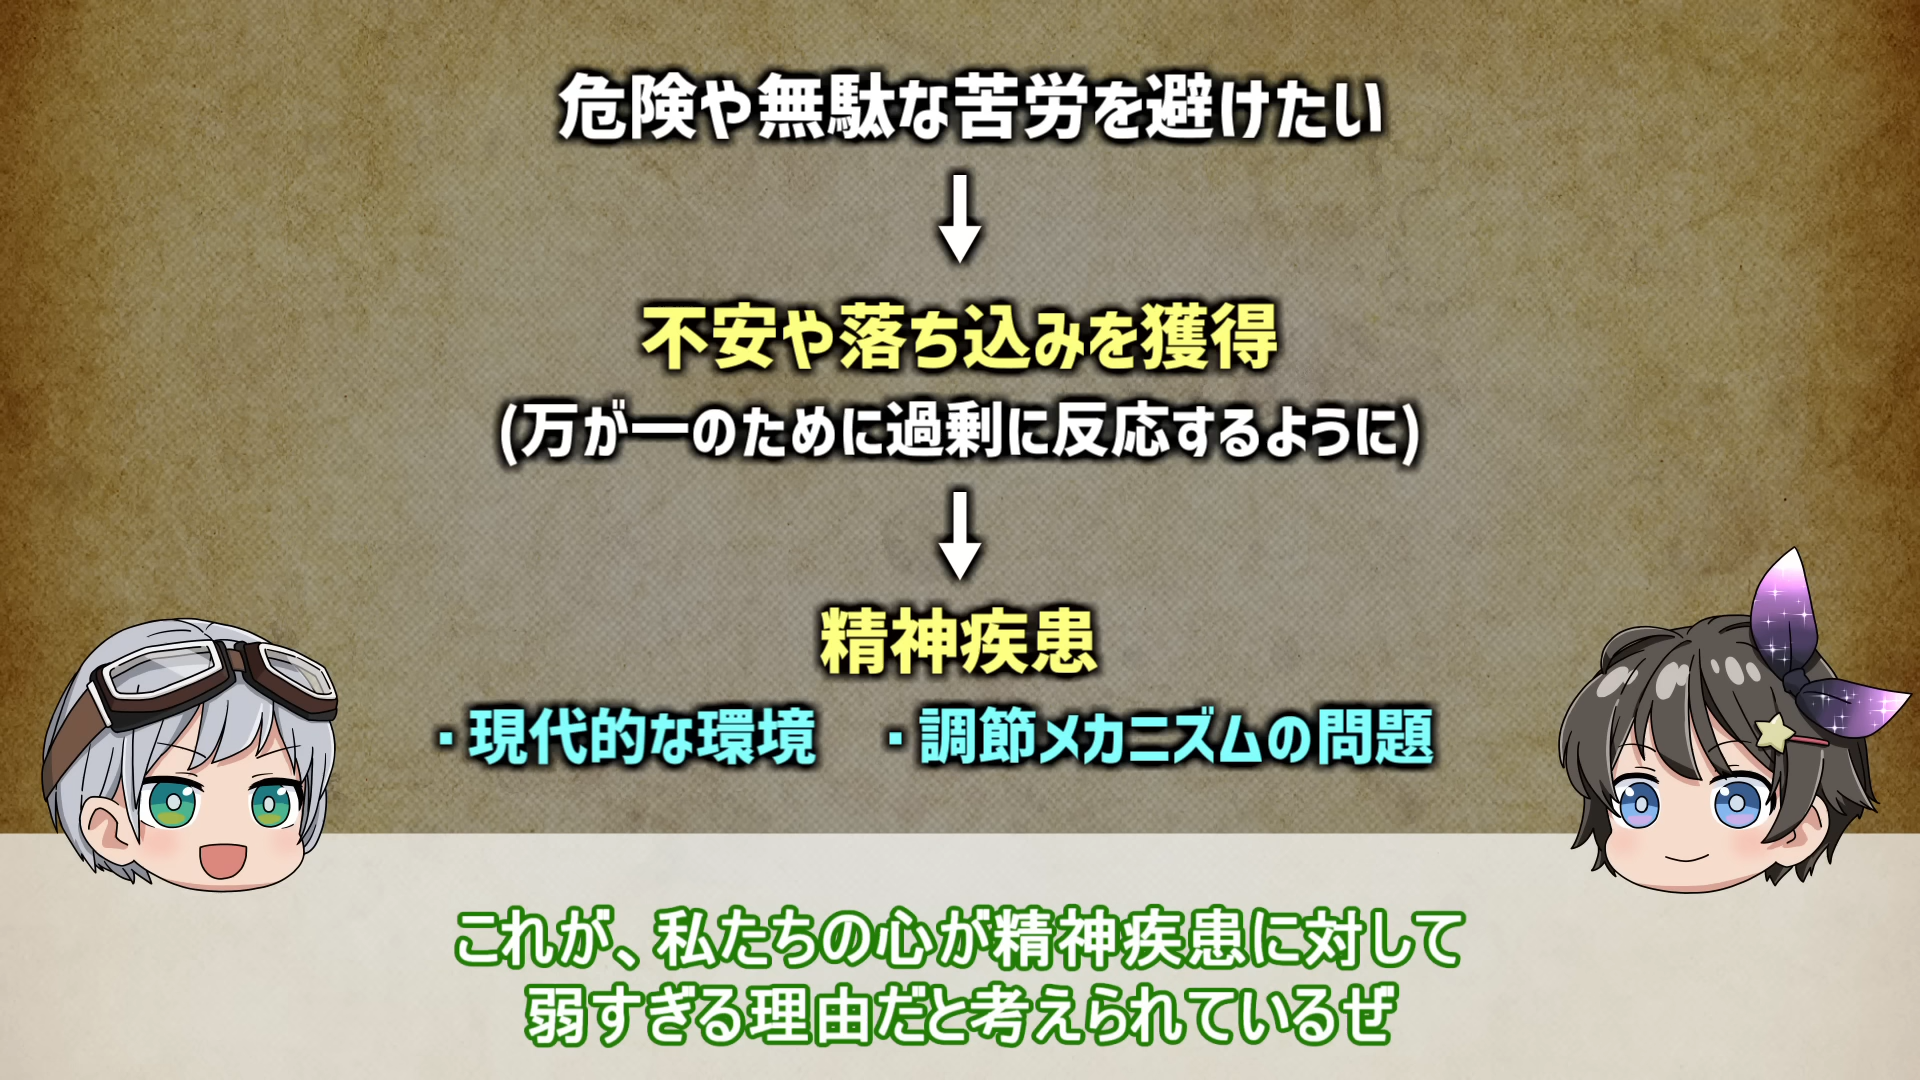 危険や無駄な苦労を避けたい
↓
不安や落ち込みを獲得
(万が一のために過剰に反応するように)
↓
精神疾患
・現代的な環境　・調節メカニズムの問題
これが、私たちの心が精神疾患に対して
弱すぎる理由だと考えられているぜ